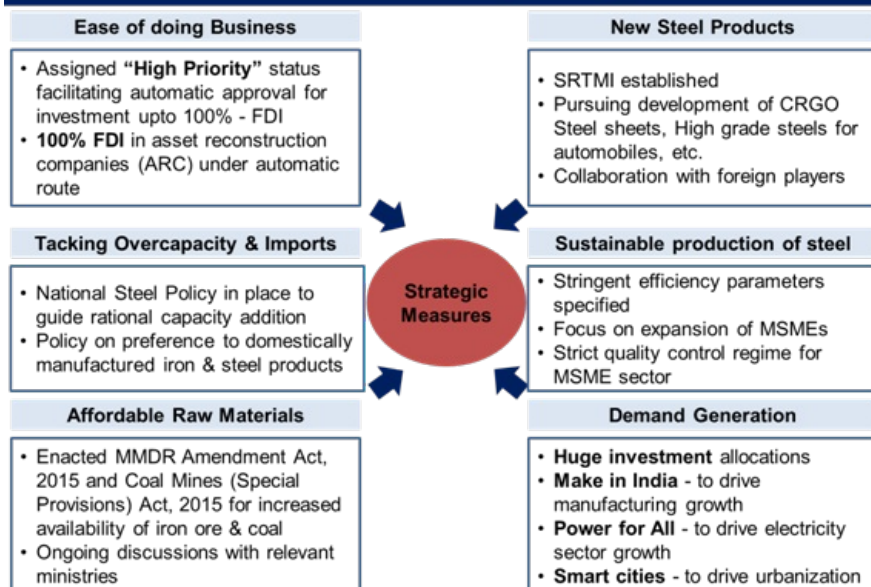 Ease of doing Business
• Assigned “High Priority” status
facilitating automatic approval for
investment upto 100% - FDI
• 100% FDI in asset reconstruction
companies (ARC) under automatic
route
New Steel Products
• SRTMI established
• Pursuing development of CRGO
Steel sheets, High grade steels for
automobiles, etc.
• Collaboration with foreign players
Tacking Overcapacity & Imports
• National Steel Policy in place to
guide rational capacity addition
• Policy on preference to domestically
manufactured iron & steel products
Strategic
Measures
Sustainable production of steel
• Stringent efficiency parameters
specified
• Focus on expansion of MSMEs
• Strict quality control regime for
MSME sector
Affordable Raw Materials
• Enacted MMDR Amendment Act,
2015 and Coal Mines (Special
Provisions) Act, 2015 for increased
availability of iron ore & coal
• Ongoing discussions with relevant
ministries
Demand Generation
• Huge investment allocations
• Make in India - to drive
manufacturing growth
• Power for All - to drive electricity
sector growth
• Smart cities - to drive urbanization